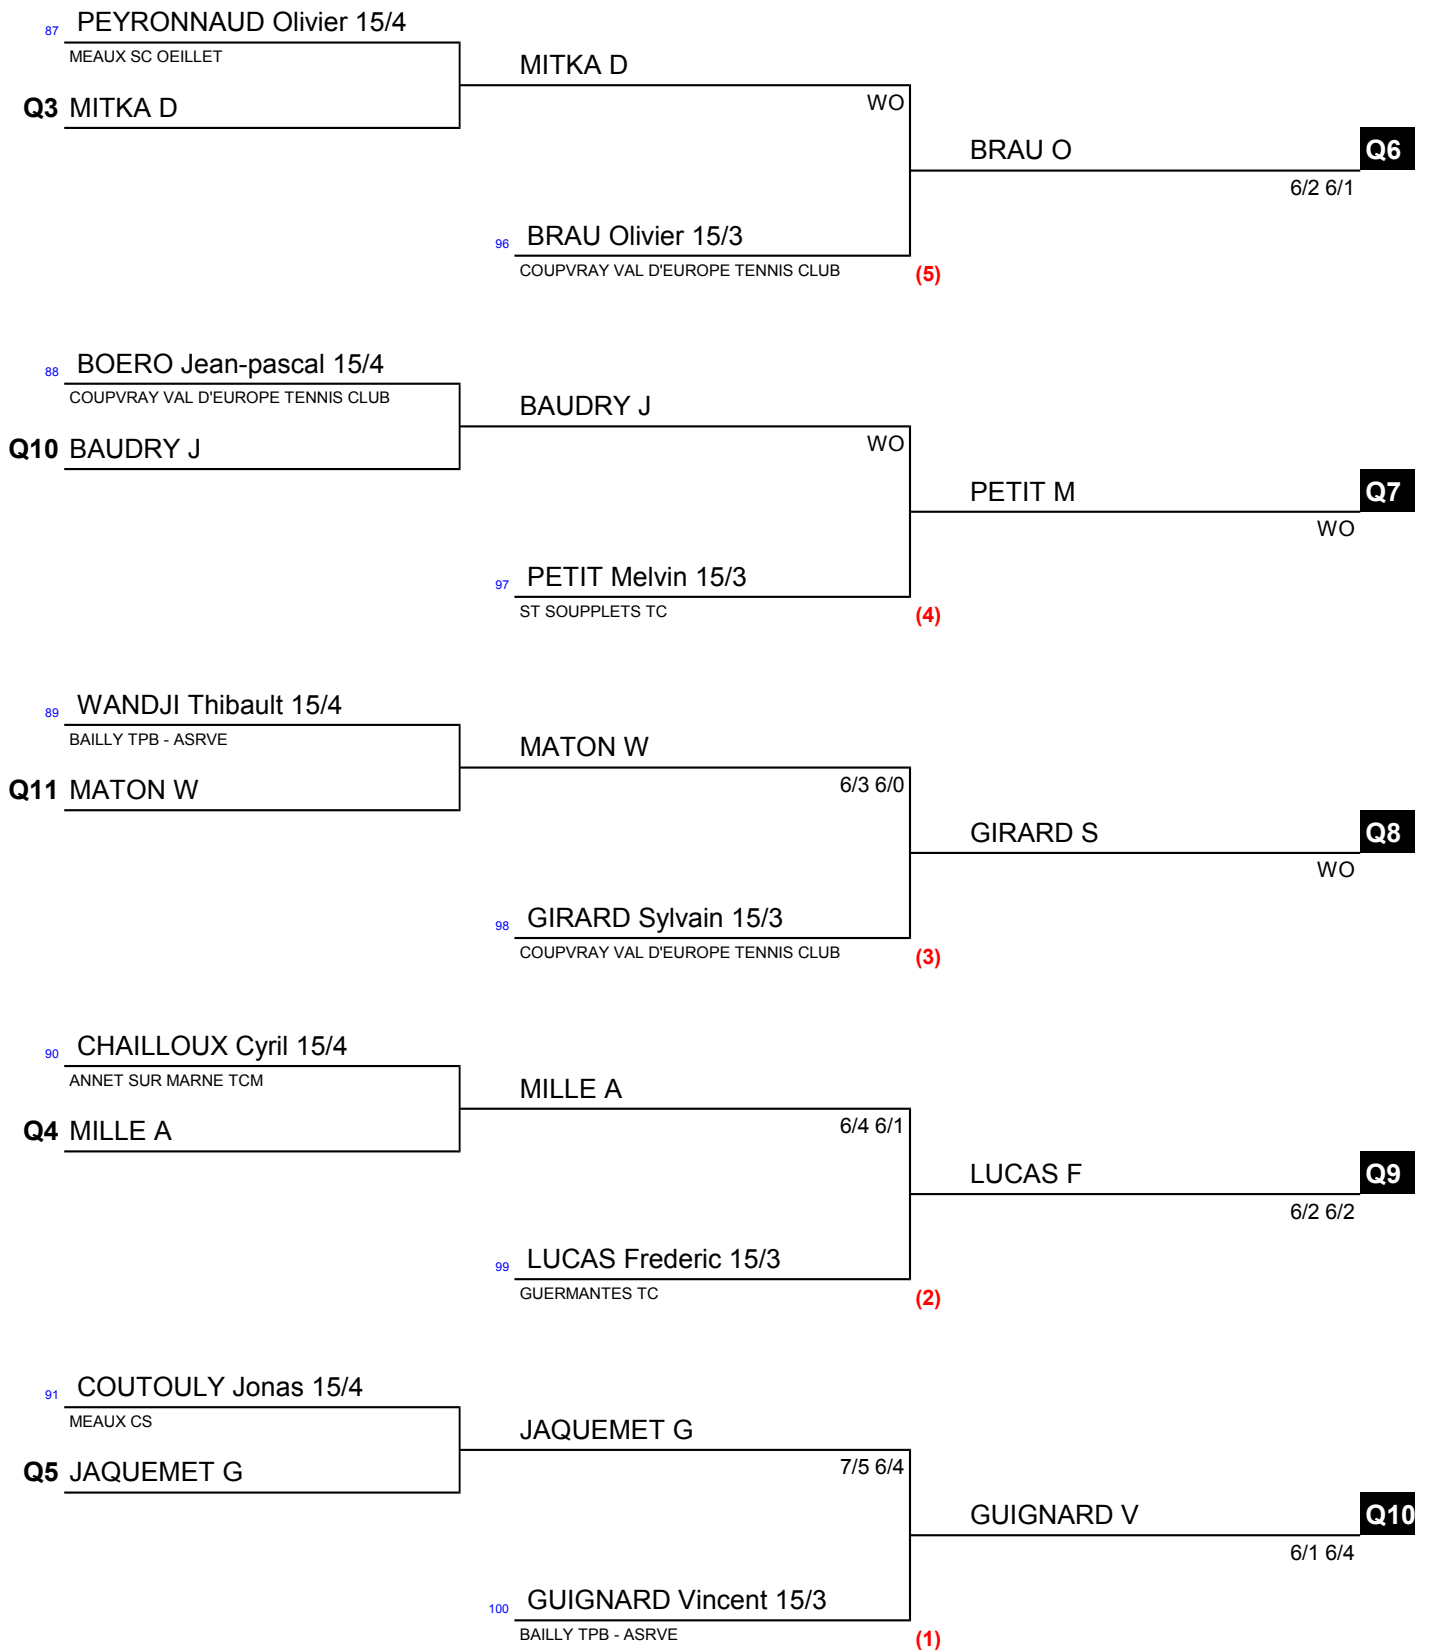 87 PEYRONNAUD Olivier 15/4
MEAUX SC OEILLET
MITKA D
WO
Q3 MITKA D
BRAU O Q6
6/2 6/1
96 BRAU Olivier 15/3
COUPVRAY VAL D'EUROPE TENNIS CLUB (5)
88 BOERO Jean-pascal 15/4
COUPVRAY VAL D'EUROPE TENNIS CLUB
BAUDRY J
WO
Q10 BAUDRY J
PETIT M Q7
WO
97 PETIT Melvin 15/3
ST SOUPPLETS TC (4)
89 WANDJI Thibault 15/4
BAILLY TPB - ASRVE
MATON W
6/3 6/0
Q11 MATON W
GIRARD S Q8
WO
98 GIRARD Sylvain 15/3
COUPVRAY VAL D'EUROPE TENNIS CLUB (3)
90 CHAILLOUX Cyril 15/4
ANNET SUR MARNE TCM
MILLE A
6/4 6/1
Q4 MILLE A
LUCAS F Q9
6/2 6/2
99 LUCAS Frederic 15/3
GUERMANTES TC (2)
91 COUTOULY Jonas 15/4
MEAUX CS
JAQUEMET G
7/5 6/4
Q5 JAQUEMET G
GUIGNARD V Q10
6/1 6/4
100 GUIGNARD Vincent 15/3
BAILLY TPB - ASRVE (1)